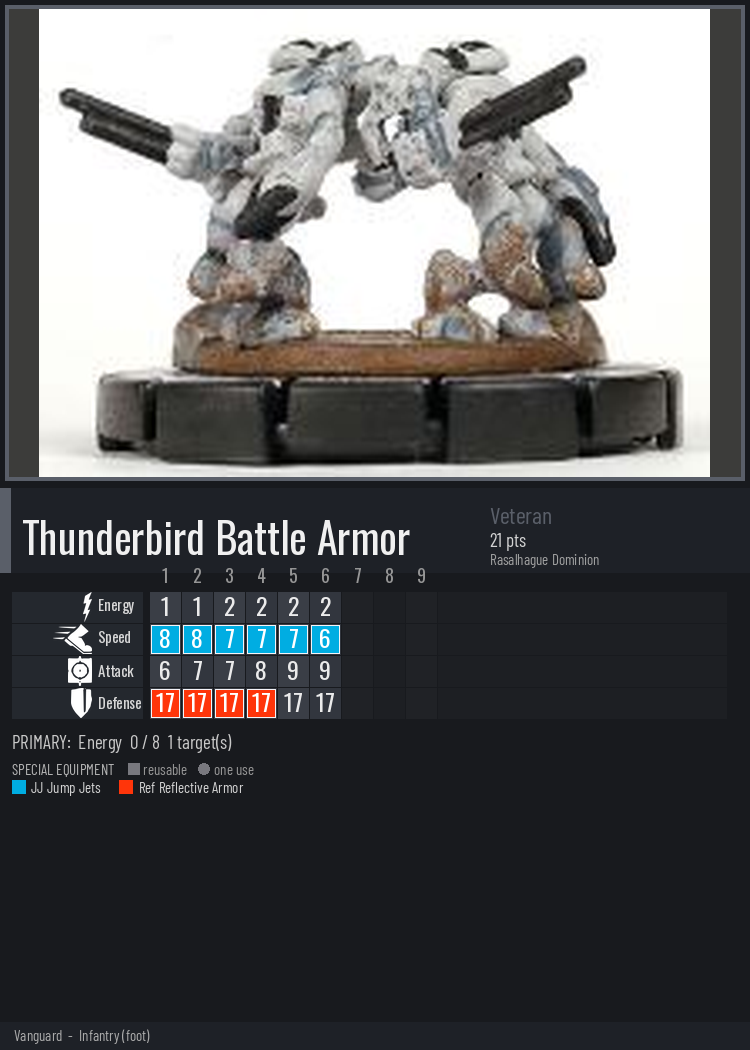 Thunderbird Battle Armor
Veteran
21 pts
Rasalhague Dominion
1 2 3 4 5 6 7 8 9
Energy 1 1 2 2 2 2
Speed 8 8 7 7 7 6
Attack 6 7 7 8 9 9
Defense 17 17 17 17 17 17
PRIMARY: Energy 0 / 8 1 target(s)
SPECIAL EQUIPMENT reusable one use
JJ Jump Jets Ref Reflective Armor
Vanguard - Infantry (foot)